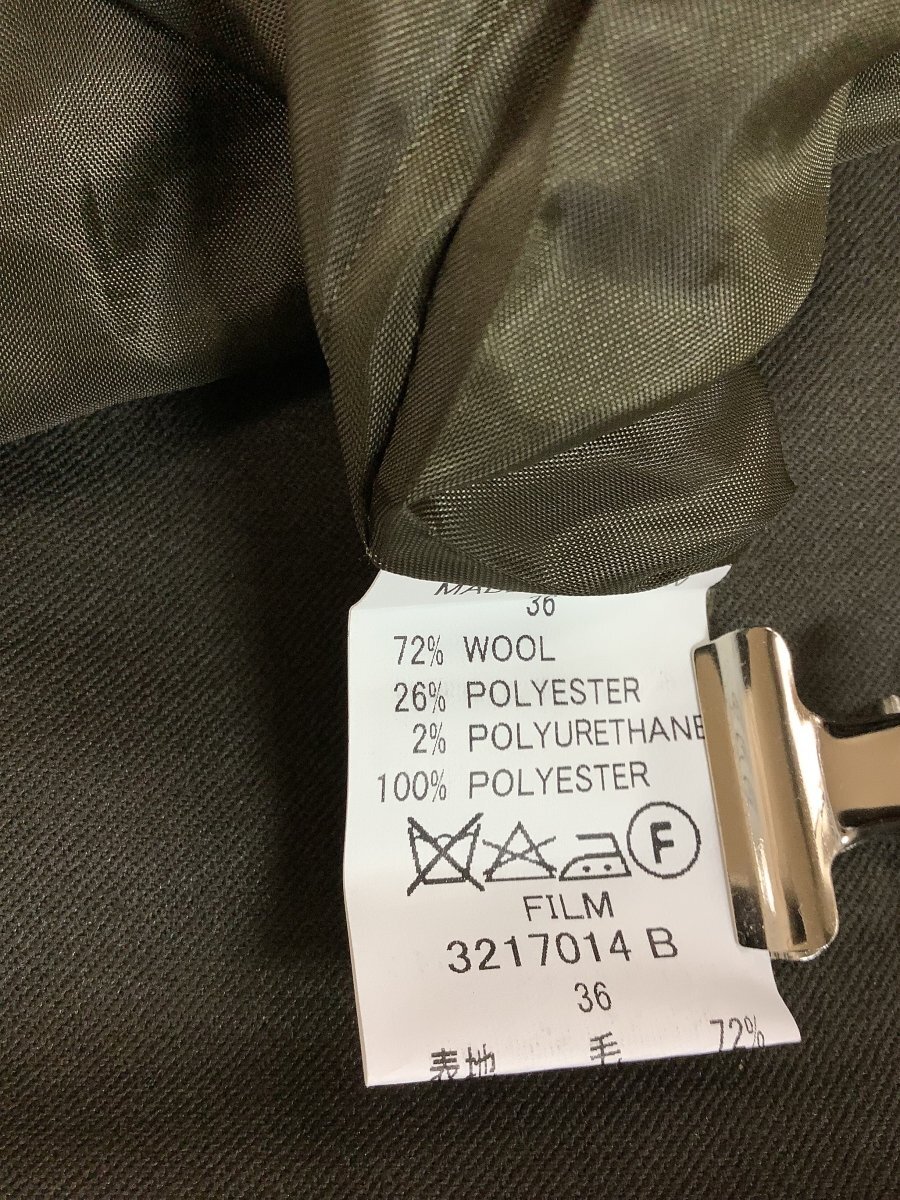 36
72% WOOL
26% POLYESTER
2% POLYURETHANE
100% POLYESTER
F
FILM
3217014 B
36
表地 毛 72%